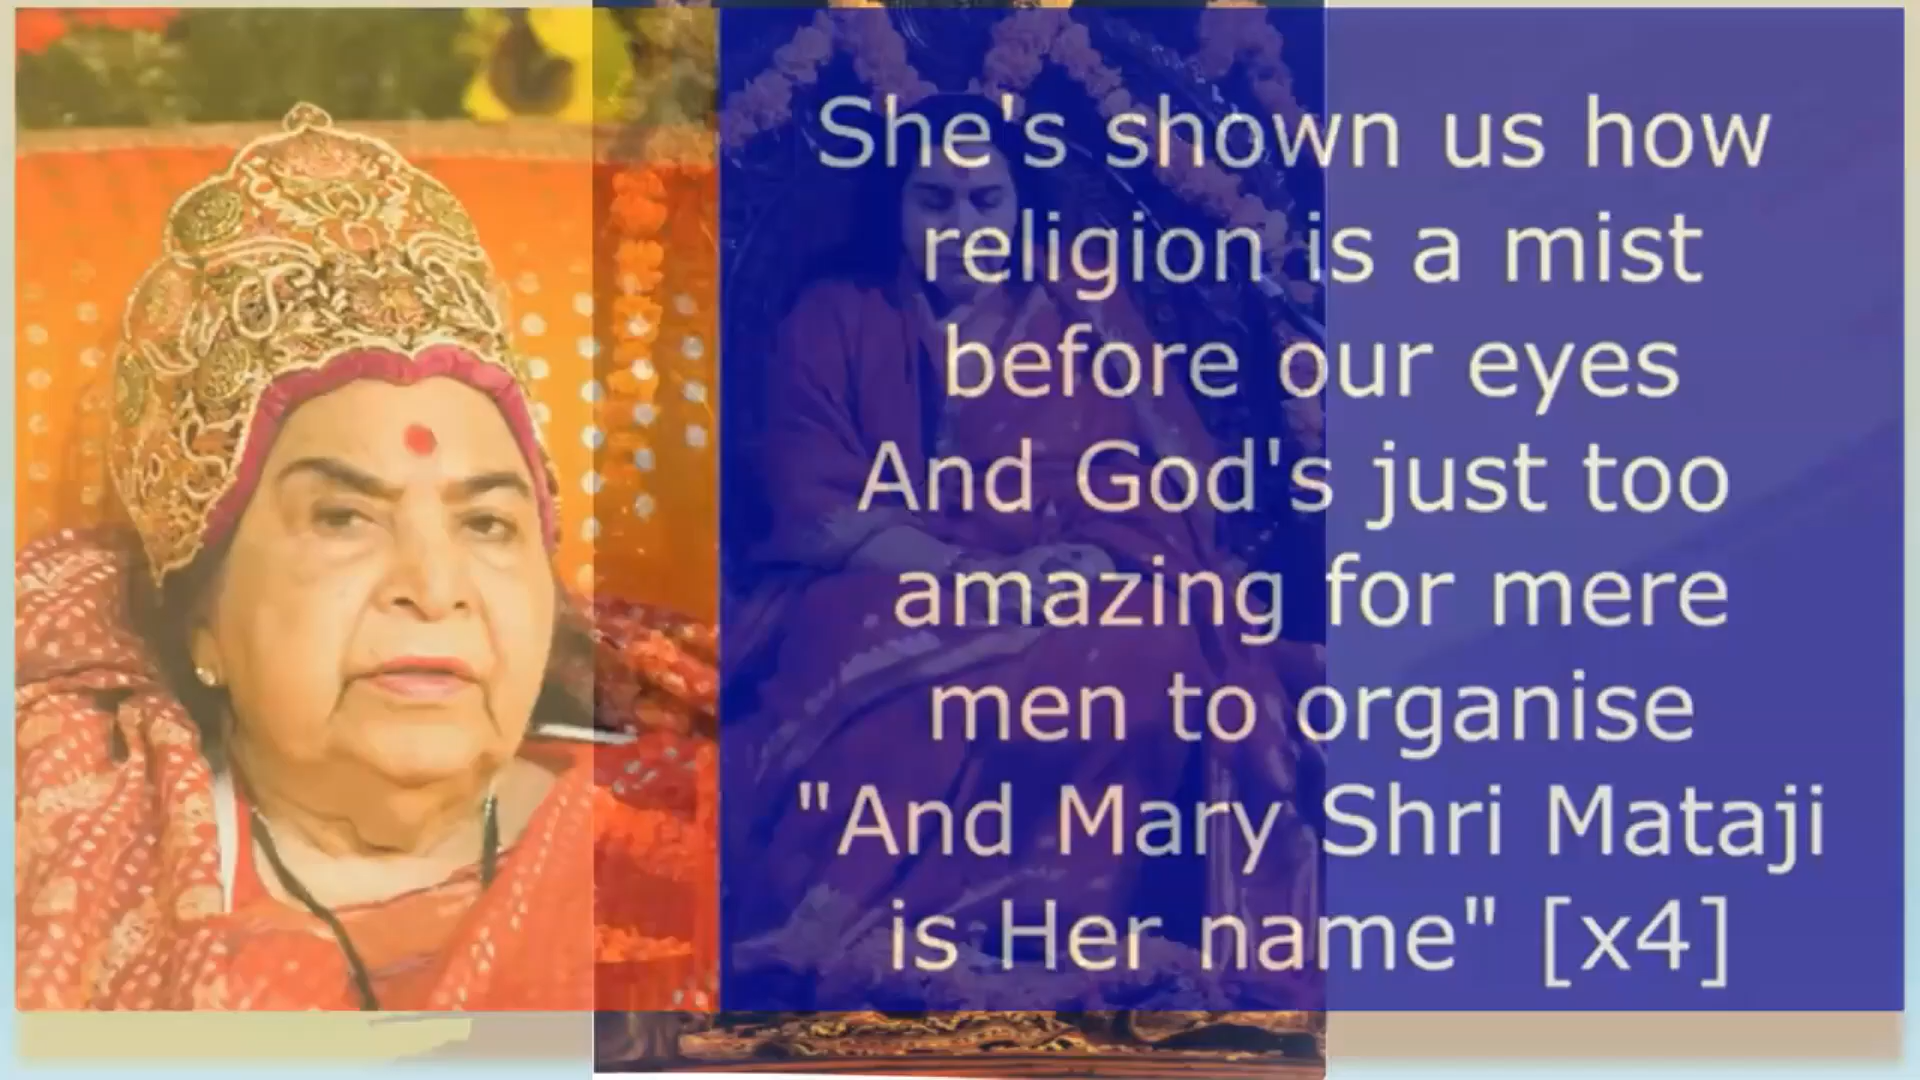 She's shown us how
religion is a mist
before our eyes
And God's just too
amazing for mere
men to organise
"And Mary Shri Mataji
is Her name" [x4]